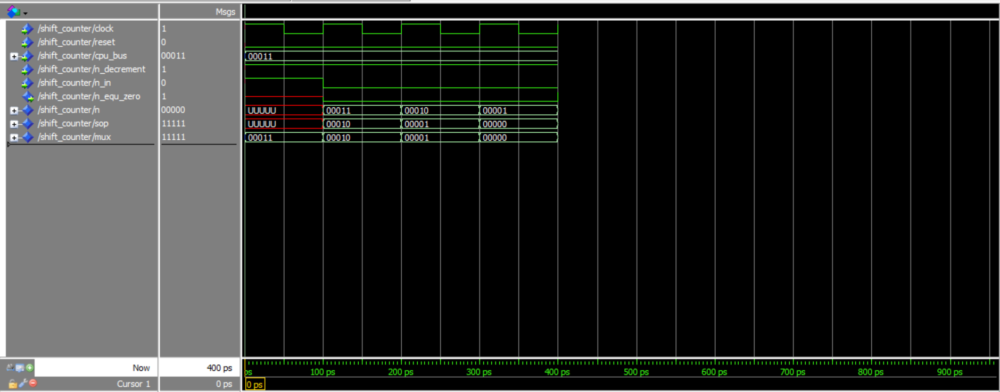 Msgs
/shift_counter/clock 1
/shift_counter/reset 0
/shift_counter/cpu_bus 00011 00011
/shift_counter/n_decrement 1
/shift_counter/n_in 0
/shift_counter/n_equ_zero 1
/shift_counter/n 00000 UUUUU 00011 00010 00001
/shift_counter/sop 11111 UUUUU 00010 00001 00000
/shift_counter/mux 11111 00011 00010 00001 00000
Now 400 ps ps 100 ps 200 ps 300 ps 400 ps 500 ps 600 ps 700 ps 800 ps 900 ps
Cursor 1 0 ps 0 ps